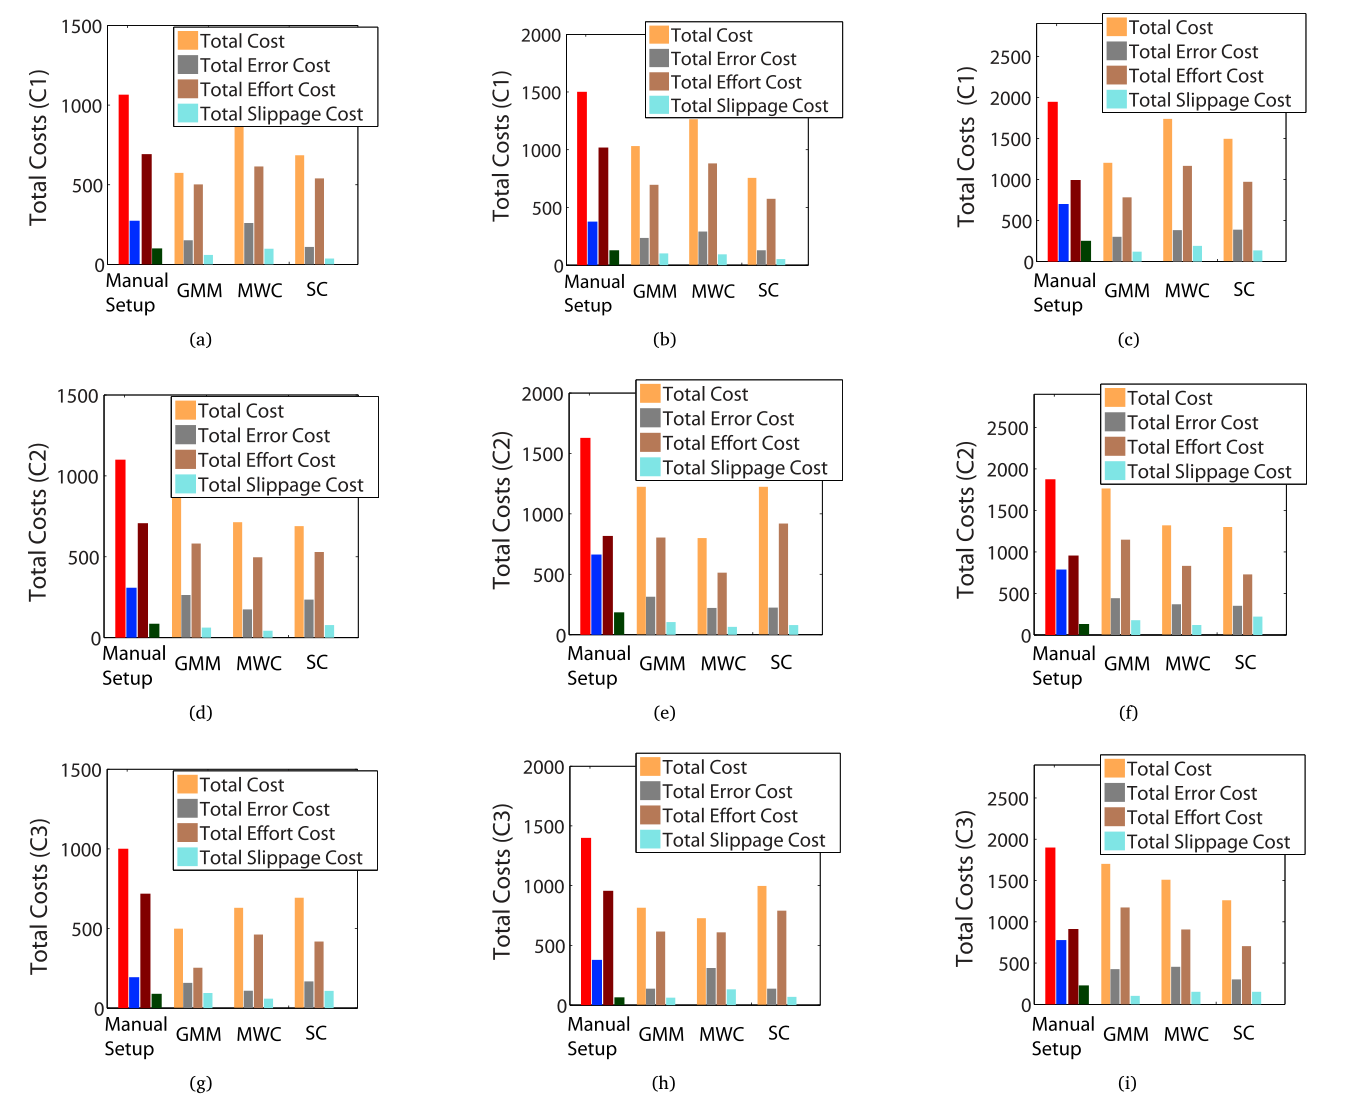 1500
1000
500
0
Total Costs (C1)
Total Cost
Total Error Cost
Total Effort Cost
Total Slippage Cost
Manual Setup
GMM
MWC
SC
(a)
2000
1500
1000
500
0
Total Costs (C1)
Total Cost
Total Error Cost
Total Effort Cost
Total Slippage Cost
Manual Setup
GMM
MWC
SC
(b)
2500
2000
1500
1000
500
0
Total Costs (C1)
Total Cost
Total Error Cost
Total Effort Cost
Total Slippage Cost
Manual Setup
GMM
MWC
SC
(c)
1500
1000
500
0
Total Costs (C2)
Total Cost
Total Error Cost
Total Effort Cost
Total Slippage Cost
Manual Setup
GMM
MWC
SC
(d)
2000
1500
1000
500
0
Total Costs (C2)
Total Cost
Total Error Cost
Total Effort Cost
Total Slippage Cost
Manual Setup
GMM
MWC
SC
(e)
2500
2000
1500
1000
500
0
Total Costs (C2)
Total Cost
Total Error Cost
Total Effort Cost
Total Slippage Cost
Manual Setup
GMM
MWC
SC
(f)
1500
1000
500
0
Total Costs (C3)
Total Cost
Total Error Cost
Total Effort Cost
Total Slippage Cost
Manual Setup
GMM
MWC
SC
(g)
2000
1500
1000
500
0
Total Costs (C3)
Total Cost
Total Error Cost
Total Effort Cost
Total Slippage Cost
Manual Setup
GMM
MWC
SC
(h)
2500
2000
1500
1000
500
0
Total Costs (C3)
Total Cost
Total Error Cost
Total Effort Cost
Total Slippage Cost
Manual Setup
GMM
MWC
SC
(i)